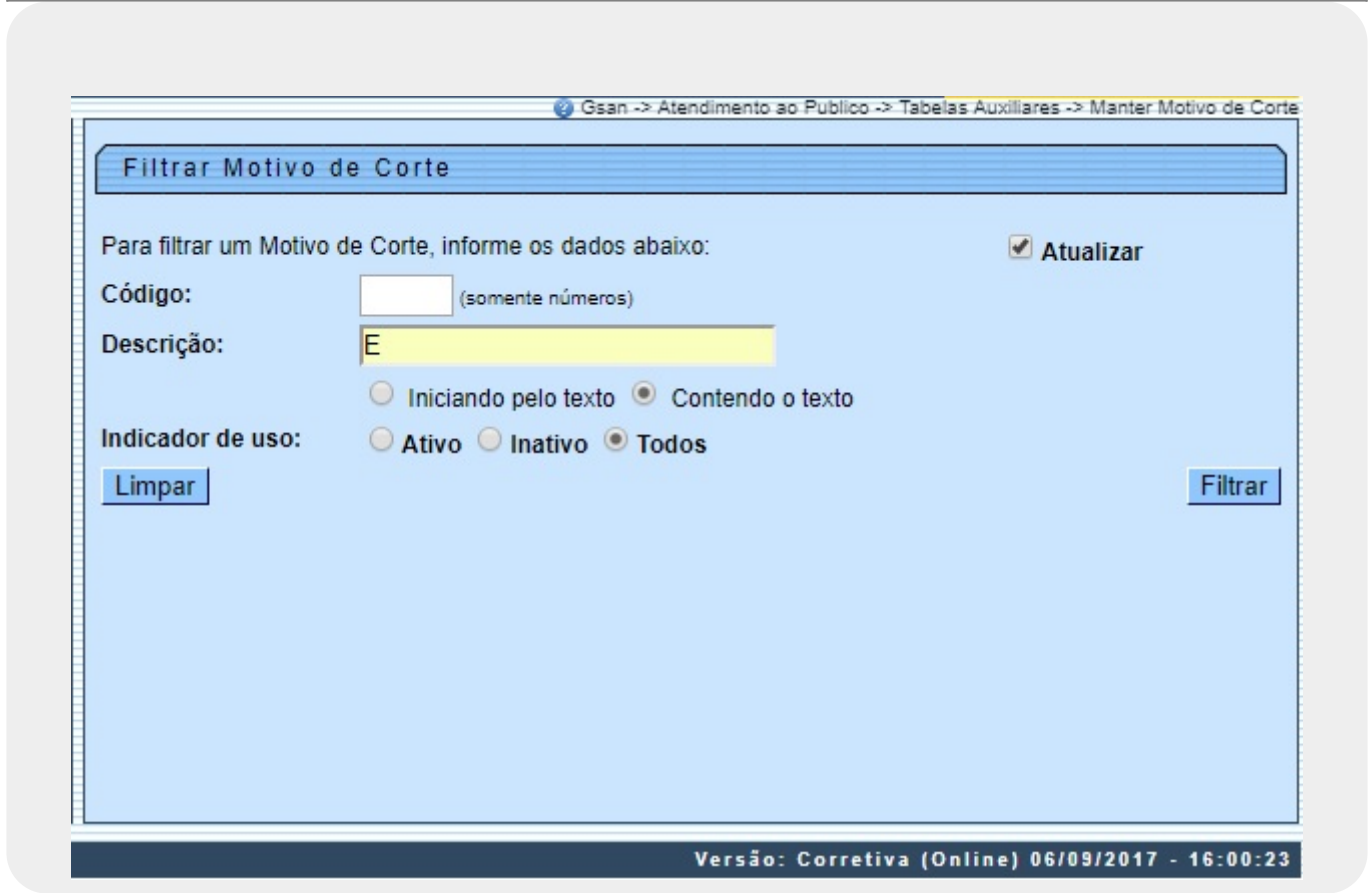 Gsan -> Atendimento ao Publico -> Tabelas Auxiliares -> Manter Motivo de Corte
Filtrar Motivo de Corte
Para filtrar um Motivo de Corte, informe os dados abaixo: Atualizar
Código: (somente números)
Descrição: E
Iniciando pelo texto Contendo o texto
Indicador de uso: Ativo Inativo Todos
Limpar Filtrar
Versão: Corretiva (Online) 06/09/2017 - 16:00:23